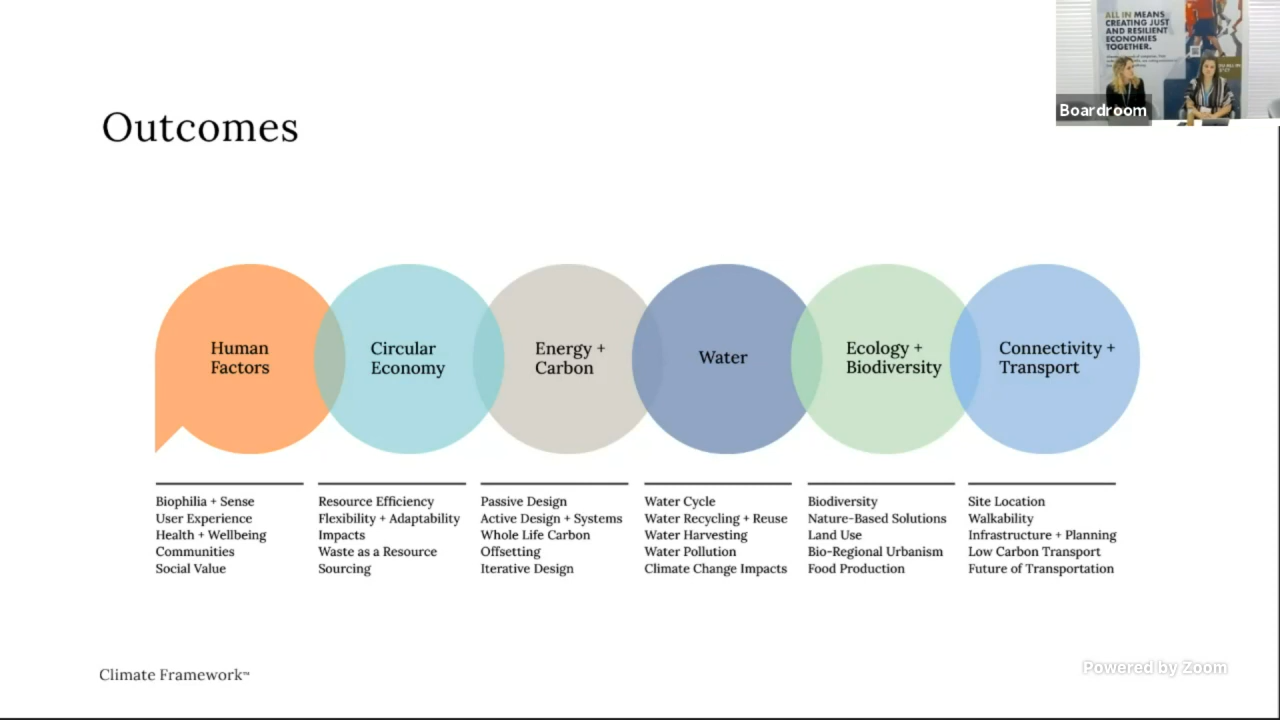 ALL IN MEANS
CREATING JUST
AND RESILIENT
ECONOMIES
TOGETHER.
Boardroom
Outcomes
Human
Factors
Circular
Economy
Energy +
Carbon
Water
Ecology +
Biodiversity
Connectivity +
Transport
Biophilia + Sense
User Experience
Health + Wellbeing
Communities
Social Value
Resource Efficiency
Flexibility + Adaptability
Impacts
Waste as a Resource
Sourcing
Passive Design
Active Design + Systems
Whole Life Carbon
Offsetting
Iterative Design
Water Cycle
Water Recycling + Reuse
Water Harvesting
Water Pollution
Climate Change Impacts
Biodiversity
Nature-Based Solutions
Land Use
Bio-Regional Urbanism
Food Production
Site Location
Walkability
Infrastructure + Planning
Low Carbon Transport
Future of Transportation
Climate Framework™
Powered by Zoom